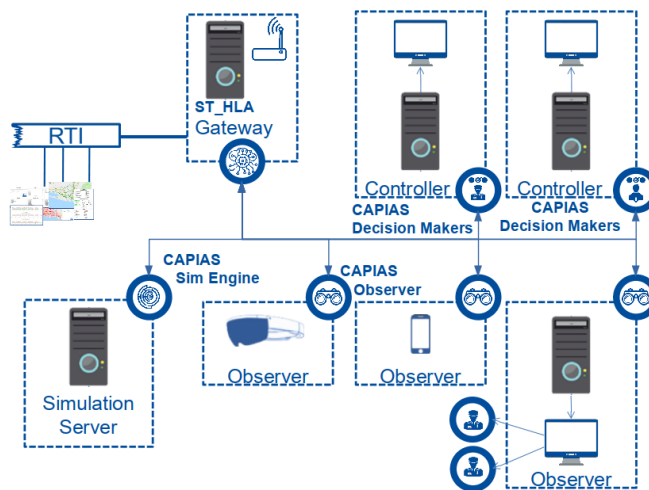 ST_HLA
Gateway
RTI
Controller
Controller
CAPIAS
Decision Makers
CAPIAS
Decision Makers
CAPIAS
Sim Engine
CAPIAS
Observer
Simulation
Server
Observer
Observer
Observer